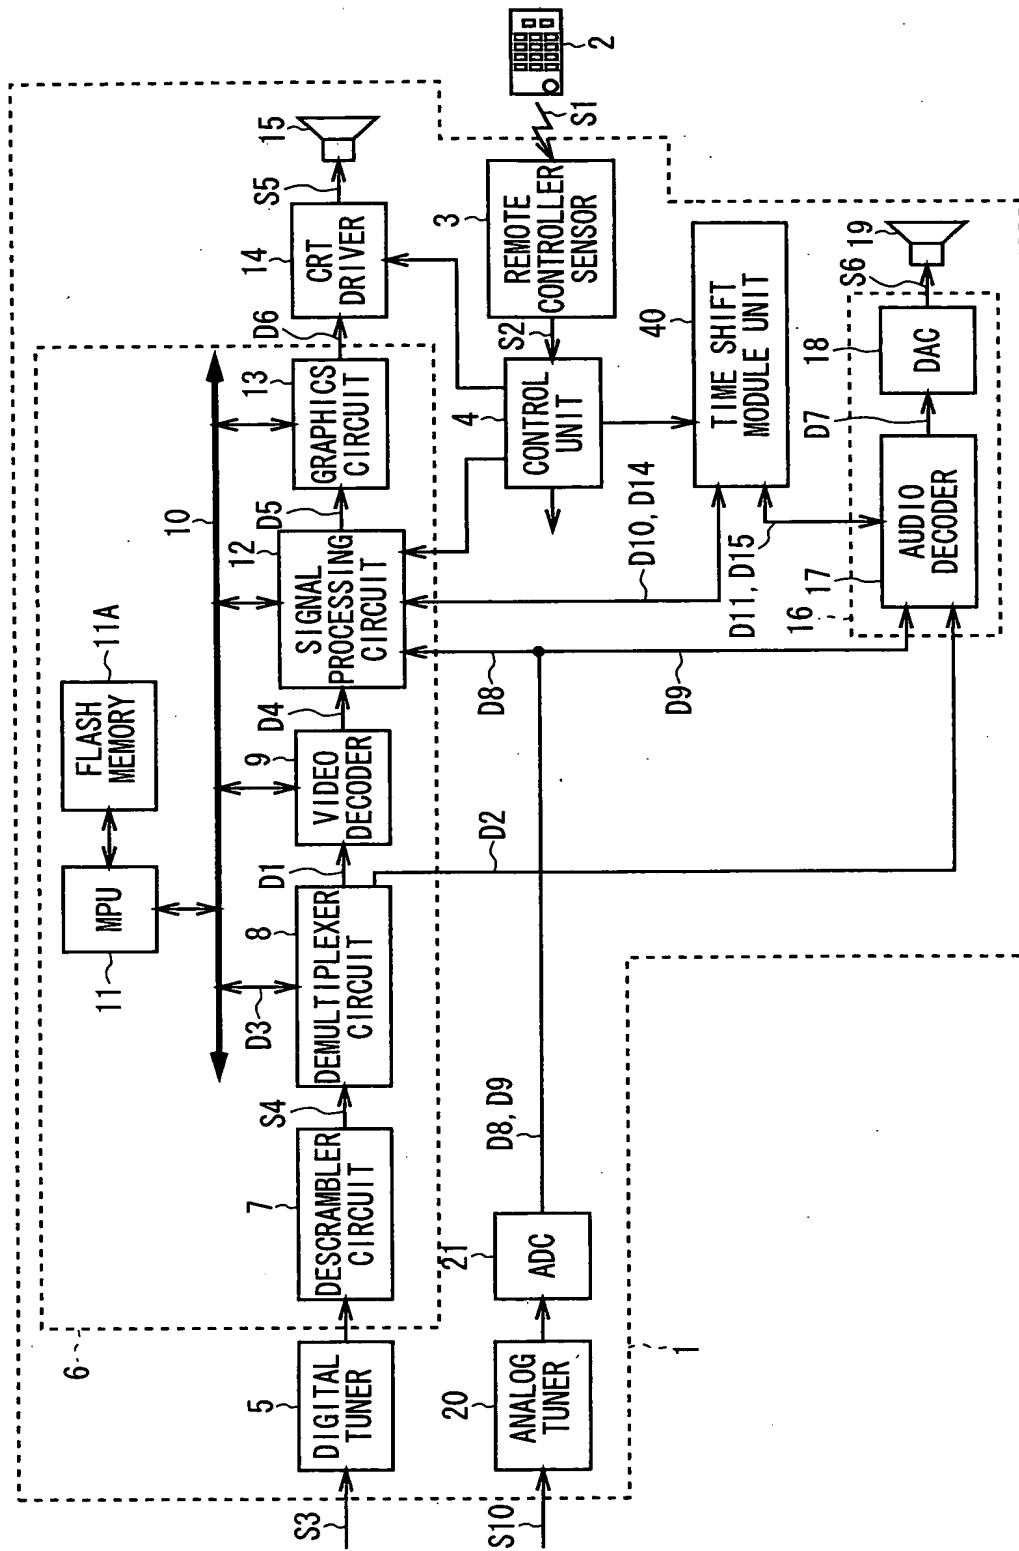 6
10
11
MPU
FLASH
MEMORY
11A
S3
5
DIGITAL
TUNER
7
DESCRAMBLER
CIRCUIT
S4
D3
8
DEMULTIPLEXER
CIRCUIT
D1
9
VIDEO
DECODER
D4
12
SIGNAL
PROCESSING
CIRCUIT
D5
13
GRAPHICS
CIRCUIT
D6
14
CRT
DRIVER
S5
15
S10
20
ANALOG
TUNER
21
ADC
D8, D9
D2
D8
D9
4
CONTROL
UNIT
S2
3
REMOTE
CONTROLLER
SENSOR
S1
2
D10, D14
D11, D15
40
TIME SHIFT
MODULE UNIT
1
16
17
AUDIO
DECODER
D7
18
DAC
S6
19